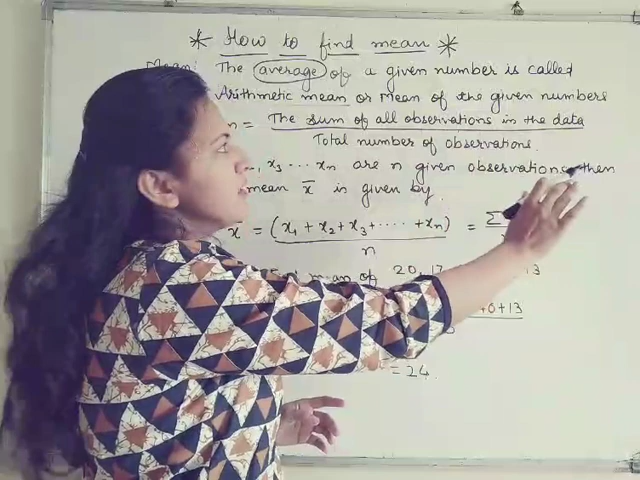 * How to find mean *
Mean: The average of a given number is called
Arithmetic mean or Mean of the given numbers
= The sum of all observations in the data
Total number of observations.
x₃ ... xₙ are n given observations then
mean x̄ is given by
x̄ = (x₁ + x₂ + x₃ + ..... + xₙ) = Σ
n
mean of 20, 17 13
+0+13
= 24